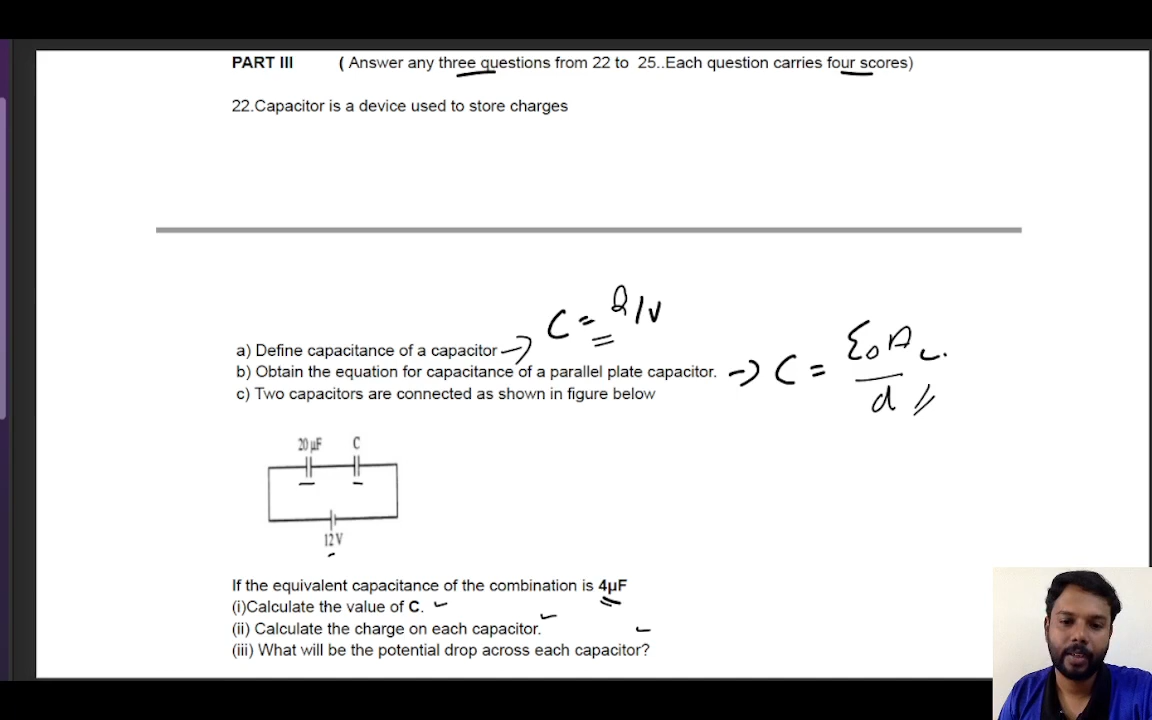 PART III ( Answer any three questions from 22 to 25..Each question carries four scores)
22.Capacitor is a device used to store charges
C = Q/V
a) Define capacitance of a capacitor →
b) Obtain the equation for capacitance of a parallel plate capacitor. → C = ε₀A / d
c) Two capacitors are connected as shown in figure below
20 μF C
12V
If the equivalent capacitance of the combination is 4μF
(i)Calculate the value of C.
(ii) Calculate the charge on each capacitor.
(iii) What will be the potential drop across each capacitor?